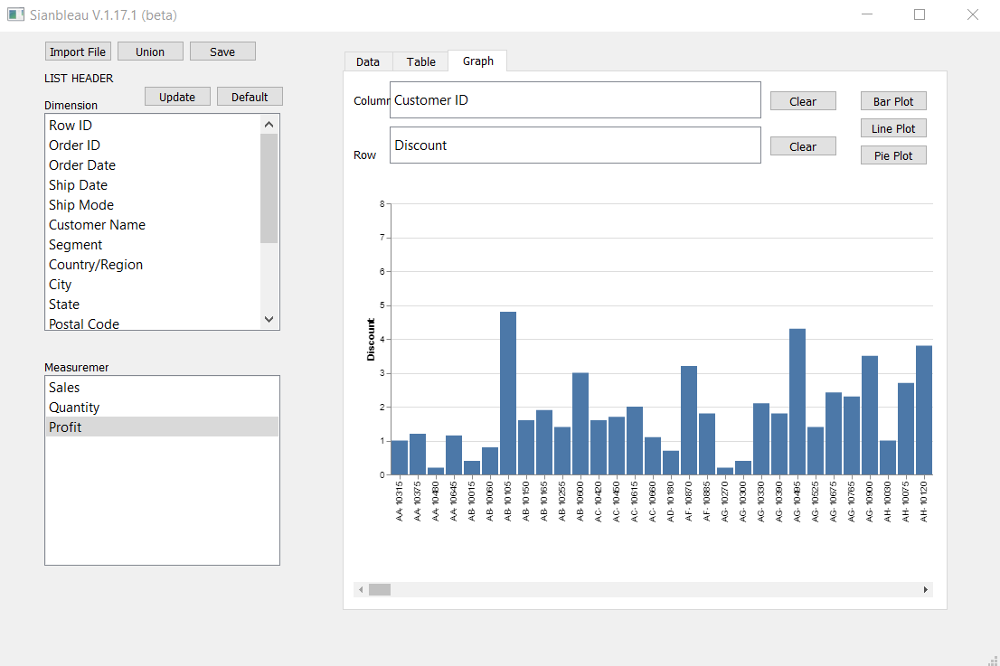 Sianbleau V.1.17.1 (beta)
Import File
Union
Save
LIST HEADER
Update
Default
Dimension
Row ID
Order ID
Order Date
Ship Date
Ship Mode
Customer Name
Segment
Country/Region
City
State
Postal Code
Measuremer
Sales
Quantity
Profit
Data
Table
Graph
Colum
Customer ID
Clear
Row
Discount
Clear
Bar Plot
Line Plot
Pie Plot
Discount
8
7
6
5
4
3
2
1
0
AA-10315
AA-10375
AA-10480
AA-10645
AB-10015
AB-10060
AB-10105
AB-10150
AB-10165
AB-10255
AB-10600
AC-10420
AC-10450
AC-10615
AC-10660
AD-10180
AF-10870
AF-10885
AG-10270
AG-10300
AG-10330
AG-10390
AG-10495
AG-10525
AG-10675
AG-10765
AG-10900
AH-10030
AH-10075
AH-10120